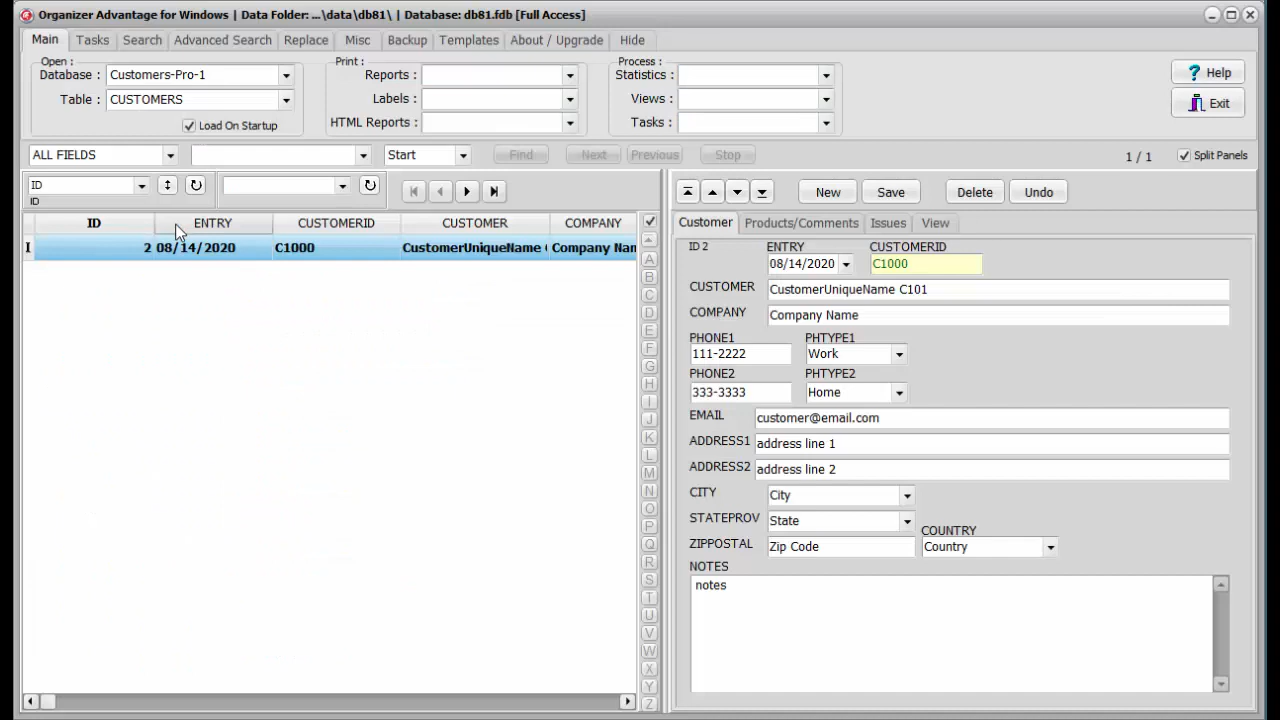 Organizer Advantage for Windows | Data Folder: ...\data\db81\ | Database: db81.fdb [Full Access]
Main Tasks Search Advanced Search Replace Misc Backup Templates About / Upgrade Hide
Open: Print: Process:
Database: Customers-Pro-1 Reports: Statistics: Help
Table: CUSTOMERS Labels: Views: Exit
Load On Startup HTML Reports: Tasks:
ALL FIELDS Start Find Next Previous Stop 1 / 1 Split Panels
ID
ID
New Save Delete Undo
ID ENTRY CUSTOMERID CUSTOMER COMPANY
I 2 08/14/2020 C1000 CustomerUniqueName ( Company Nan
A
B
C
D
E
F
G
H
I
J
K
L
M
N
O
P
Q
R
S
T
U
V
W
X
Y
Z
Customer Products/Comments Issues View
ID 2 ENTRY CUSTOMERID
08/14/2020 C1000
CUSTOMER CustomerUniqueName C101
COMPANY Company Name
PHONE1 PHTYPE1
111-2222 Work
PHONE2 PHTYPE2
333-3333 Home
EMAIL customer@email.com
ADDRESS1 address line 1
ADDRESS2 address line 2
CITY City
STATEPROV State
COUNTRY
ZIPPOSTAL Zip Code Country
NOTES
notes